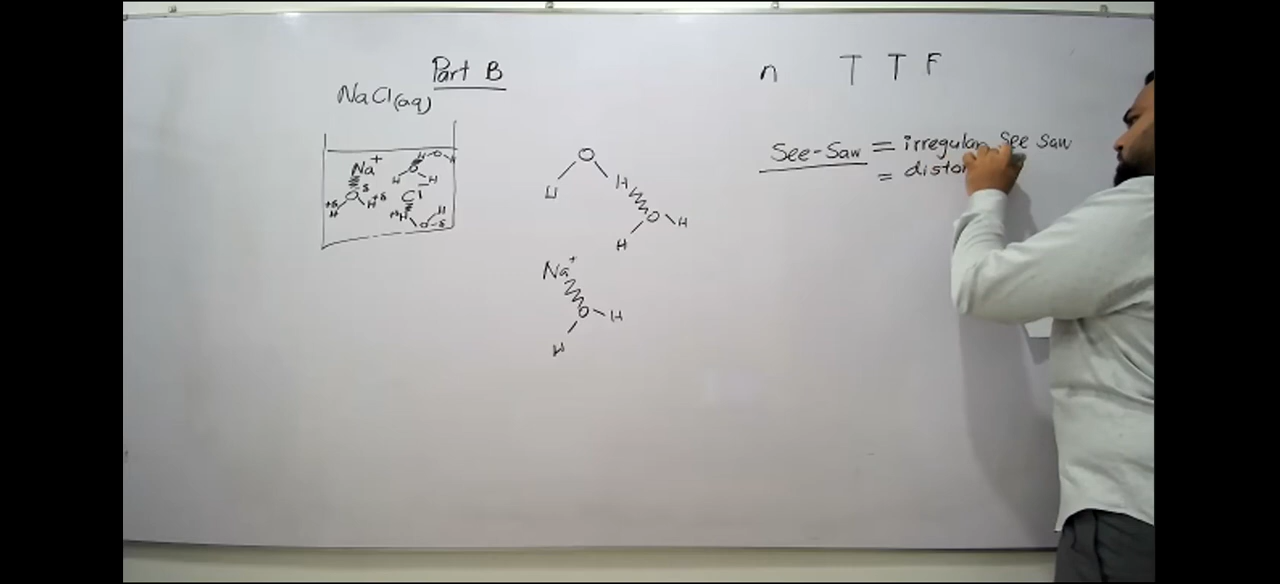 Part B
NaCl(aq)
n T T F
See-Saw = irregular See Saw
= distor
Na+
H O H
O
H H
δ
O
+δ
H
H+δ
Cl−
H
H
O-δ
O
H H
O H
H
Na+
O H
H